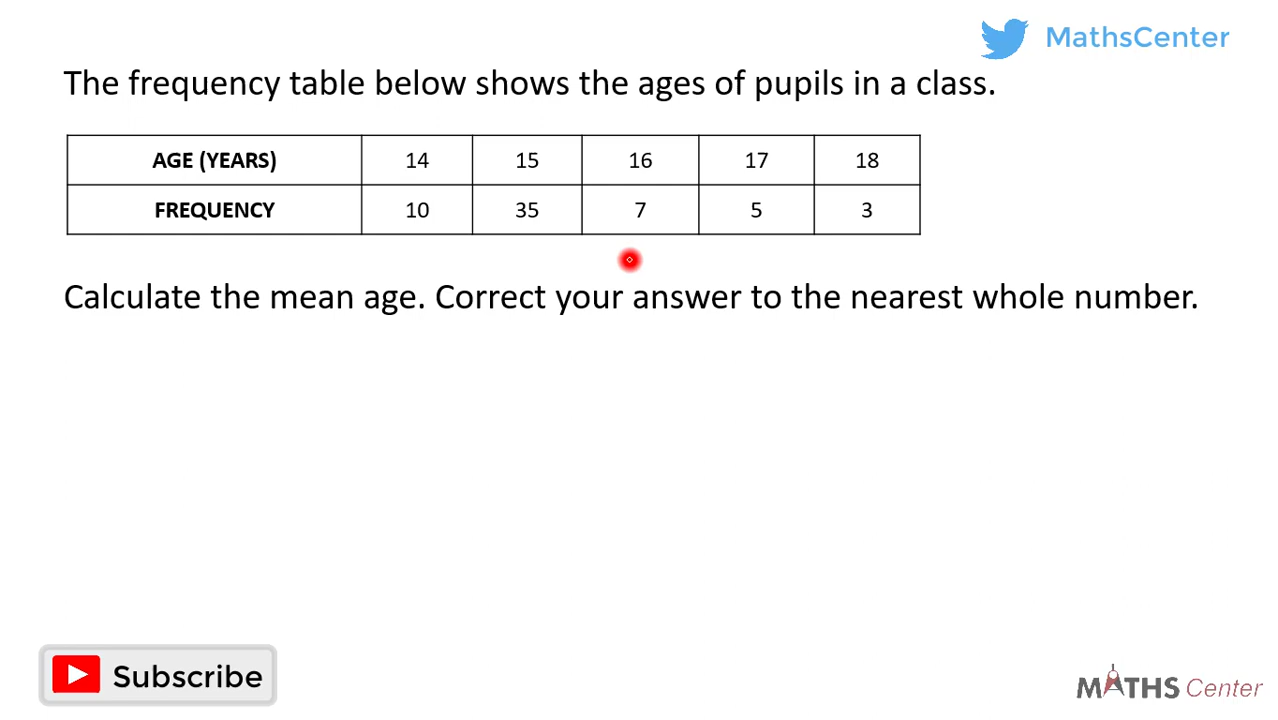 MathsCenter
The frequency table below shows the ages of pupils in a class.
AGE (YEARS) 14 15 16 17 18
FREQUENCY 10 35 7 5 3
Calculate the mean age. Correct your answer to the nearest whole number.
Subscribe
MATHS Center